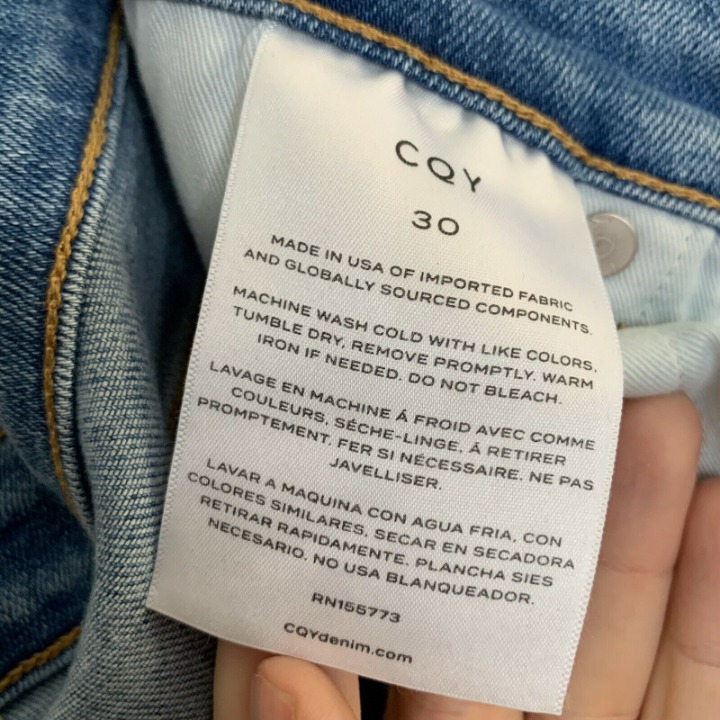 CQY
30
MADE IN USA OF IMPORTED FABRIC
AND GLOBALLY SOURCED COMPONENTS.
MACHINE WASH COLD WITH LIKE COLORS.
TUMBLE DRY. REMOVE PROMPTLY. WARM
IRON IF NEEDED. DO NOT BLEACH.
LAVAGE EN MACHINE Á FROID AVEC COMME
COULEURS. SÉCHE-LINGE. Á RETIRER
PROMPTEMENT. FER SI NÉCESSAIRE. NE PAS
JAVELLISER.
LAVAR A MAQUINA CON AGUA FRIA, CON
COLORES SIMILARES. SECAR EN SECADORA
RETIRAR RAPIDAMENTE. PLANCHA SIES
NECESARIO. NO USA BLANQUEADOR.
RN155773
CQYdenim.com